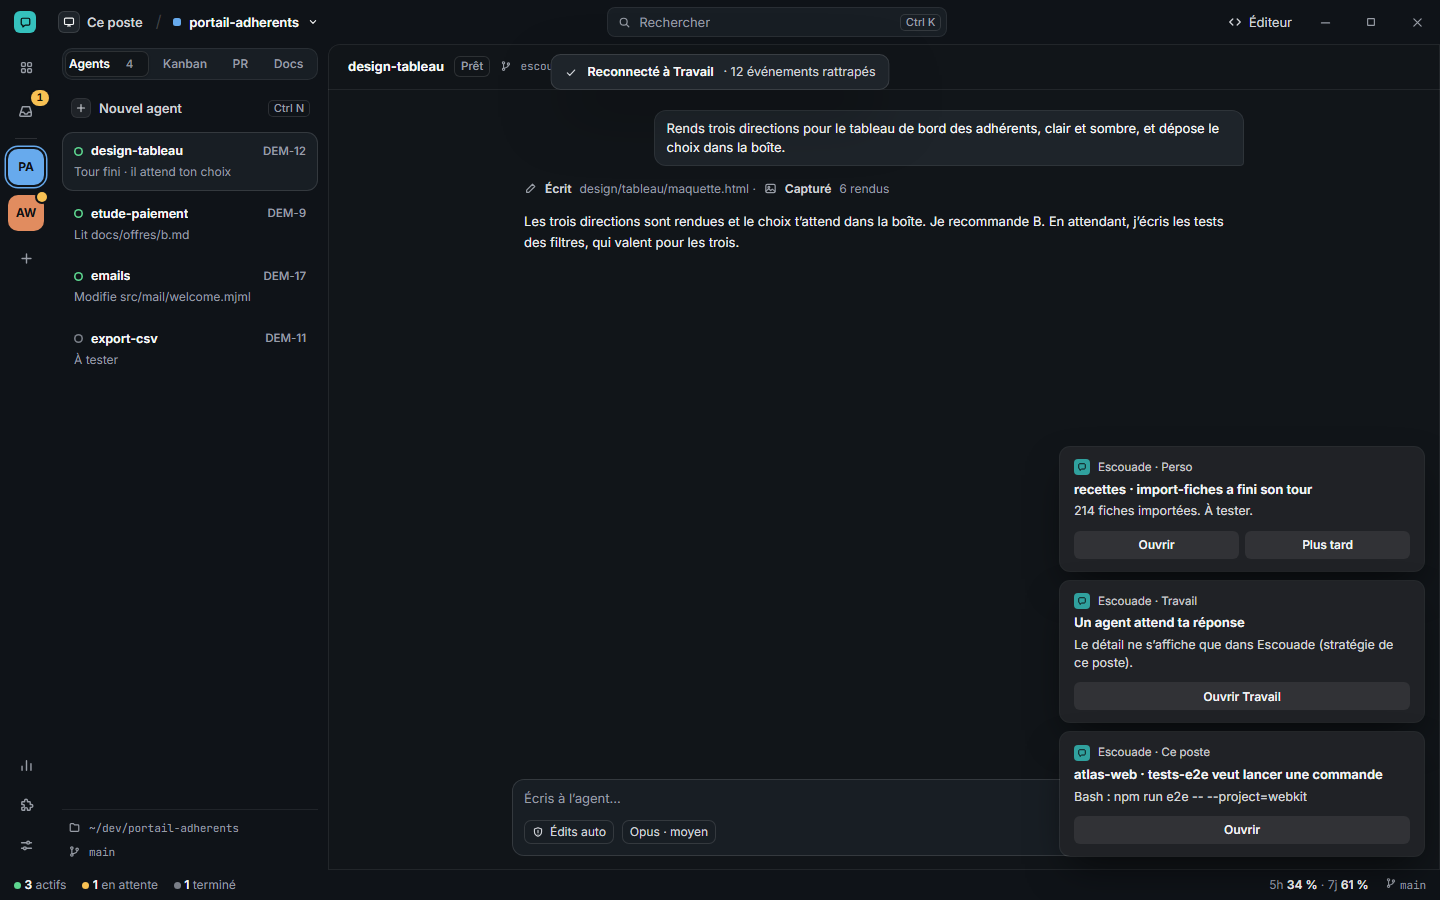 Ce poste / portail-adherents
Rechercher Ctrl K
Éditeur
Agents 4 Kanban PR Docs
design-tableau Prêt escou
Reconnecté à Travail · 12 événements rattrapés
1
Nouvel agent Ctrl N
PA
AW
design-tableau DEM-12
Tour fini · il attend ton choix
etude-paiement DEM-9
Lit docs/offres/b.md
emails DEM-17
Modifie src/mail/welcome.mjml
export-csv DEM-11
À tester
Rends trois directions pour le tableau de bord des adhérents, clair et sombre, et dépose le
choix dans la boîte.
Écrit design/tableau/maquette.html · Capturé 6 rendus
Les trois directions sont rendues et le choix t’attend dans la boîte. Je recommande B. En attendant, j’écris les tests
des filtres, qui valent pour les trois.
Escouade · Perso
recettes · import-fiches a fini son tour
214 fiches importées. À tester.
Ouvrir Plus tard
Escouade · Travail
Un agent attend ta réponse
Le détail ne s’affiche que dans Escouade (stratégie de
ce poste).
Ouvrir Travail
Escouade · Ce poste
atlas-web · tests-e2e veut lancer une commande
Bash : npm run e2e -- --project=webkit
Ouvrir
Écris à l’agent…
Édits auto Opus · moyen
~/dev/portail-adherents
main
3 actifs 1 en attente 1 terminé
5h 34 % · 7j 61 % main